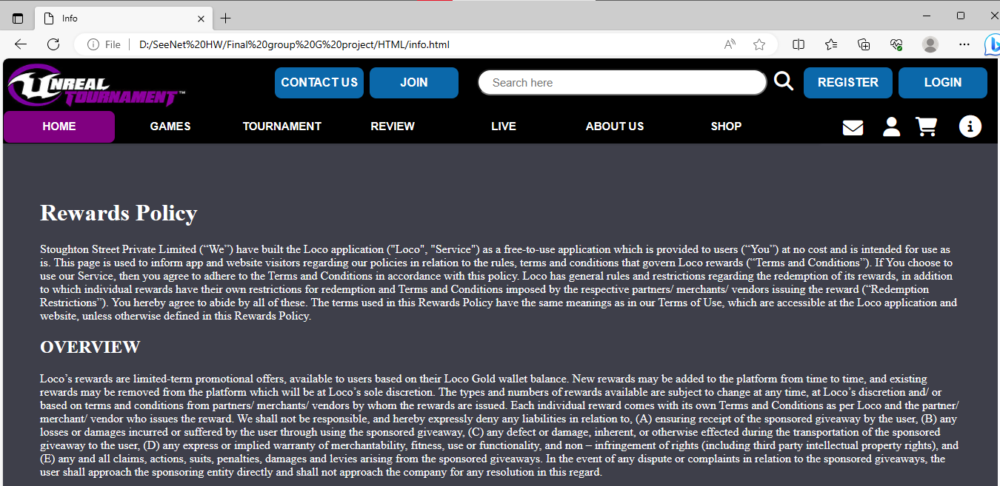 Info
File
D:/SeeNet%20HW/Final%20group%20G%20project/HTML/info.html
UNREAL
TOURNAMENT™
CONTACT US
JOIN
Search here
REGISTER
LOGIN
HOME
GAMES
TOURNAMENT
REVIEW
LIVE
ABOUT US
SHOP
Rewards Policy
Stoughton Street Private Limited (“We”) have built the Loco application ("Loco", "Service") as a free-to-use application which is provided to users (“You”) at no cost and is intended for use as
is. This page is used to inform app and website visitors regarding our policies in relation to the rules, terms and conditions that govern Loco rewards (“Terms and Conditions”). If You choose to
use our Service, then you agree to adhere to the Terms and Conditions in accordance with this policy. Loco has general rules and restrictions regarding the redemption of its rewards, in addition
to which individual rewards have their own restrictions for redemption and Terms and Conditions imposed by the respective partners/ merchants/ vendors issuing the reward (“Redemption
Restrictions”). You hereby agree to abide by all of these. The terms used in this Rewards Policy have the same meanings as in our Terms of Use, which are accessible at the Loco application and
website, unless otherwise defined in this Rewards Policy.
OVERVIEW
Loco’s rewards are limited-term promotional offers, available to users based on their Loco Gold wallet balance. New rewards may be added to the platform from time to time, and existing
rewards may be removed from the platform which will be at Loco’s sole discretion. The types and numbers of rewards available are subject to change at any time, at Loco’s discretion and/ or
based on terms and conditions from partners/ merchants/ vendors by whom the rewards are issued. Each individual reward comes with its own Terms and Conditions as per Loco and the partner/
merchant/ vendor who issues the reward. We shall not be responsible, and hereby expressly deny any liabilities in relation to, (A) ensuring receipt of the sponsored giveaway by the user, (B) any
losses or damages incurred or suffered by the user through using the sponsored giveaway, (C) any defect or damage, inherent, or otherwise effected during the transportation of the sponsored
giveaway to the user, (D) any express or implied warranty of merchantability, fitness, use or functionality, and non – infringement of rights (including third party intellectual property rights), and
(E) any and all claims, actions, suits, penalties, damages and levies arising from the sponsored giveaways. In the event of any dispute or complaints in relation to the sponsored giveaways, the
user shall approach the sponsoring entity directly and shall not approach the company for any resolution in this regard.